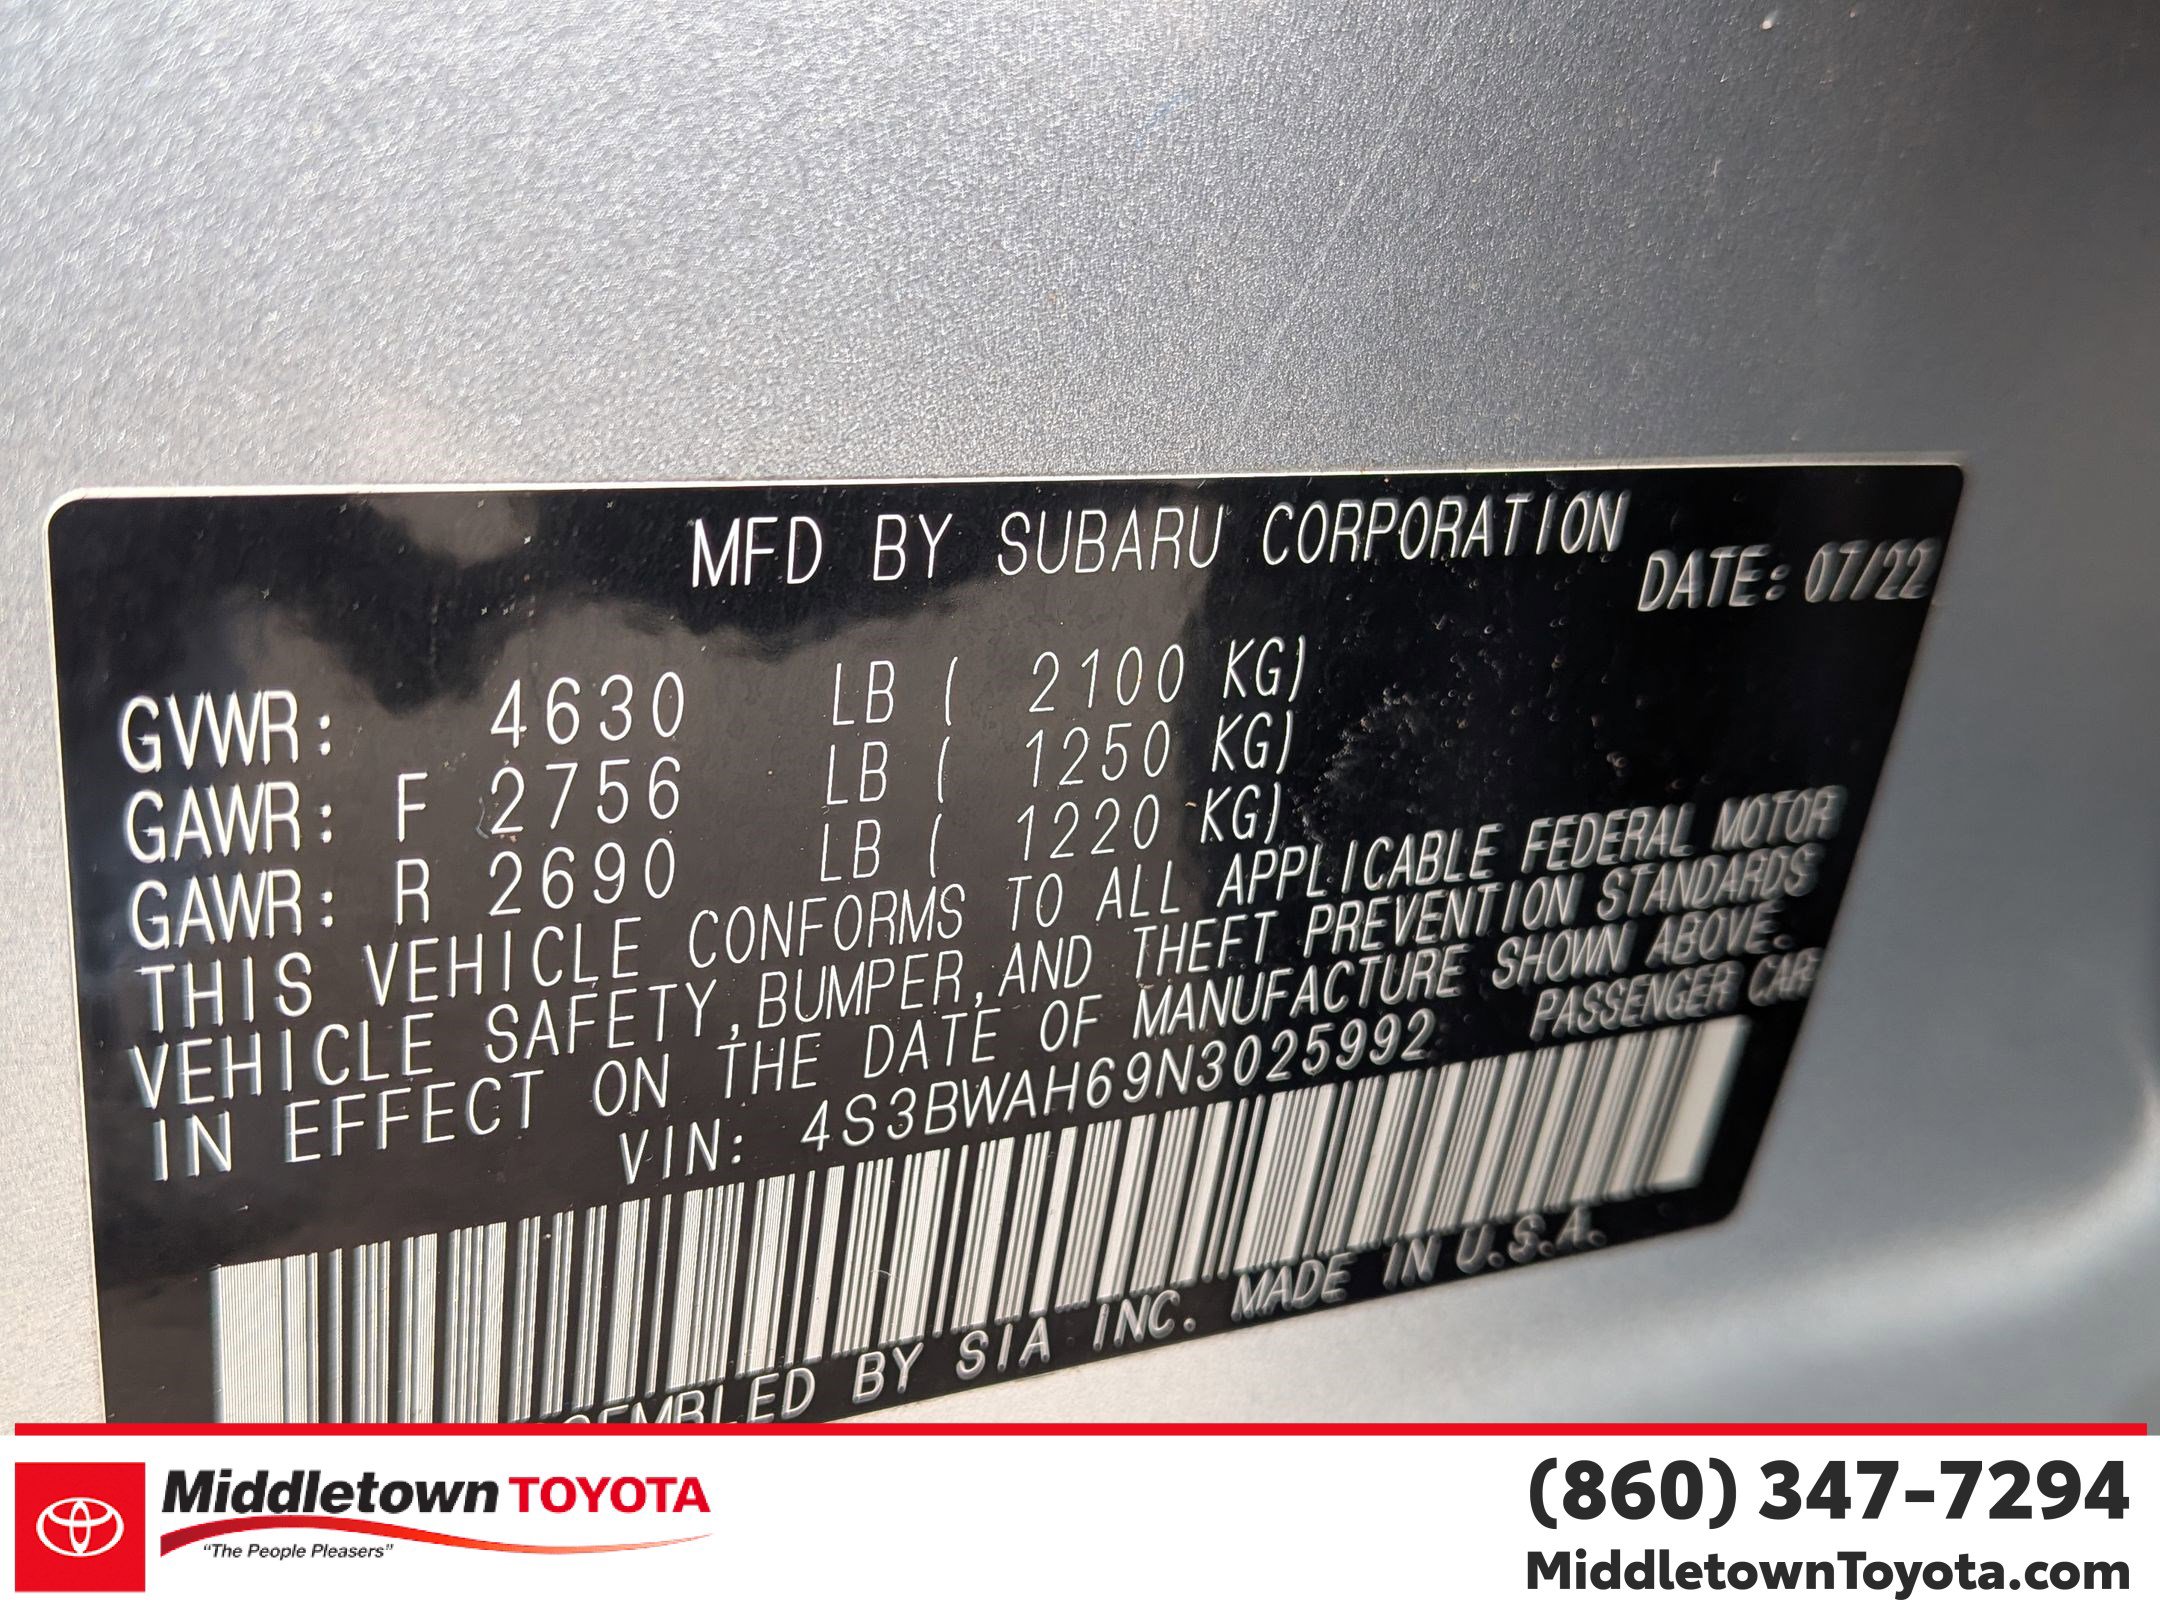 MFD BY SUBARU CORPORATION
DATE: 07/22
GVWR: 4630 LB ( 2100 KG)
GAWR: F 2756 LB ( 1250 KG)
GAWR: R 2690 LB ( 1220 KG)
THIS VEHICLE CONFORMS TO ALL APPLICABLE FEDERAL MOTOR
VEHICLE SAFETY, BUMPER, AND THEFT PREVENTION STANDARDS
IN EFFECT ON THE DATE OF MANUFACTURE SHOWN ABOVE.
VIN: 4S3BWAH69N3025992 PASSENGER CAR
BY SIA INC. MADE IN U.S.A.
Middletown TOYOTA
"The People Pleasers"
(860) 347-7294
MiddletownToyota.com